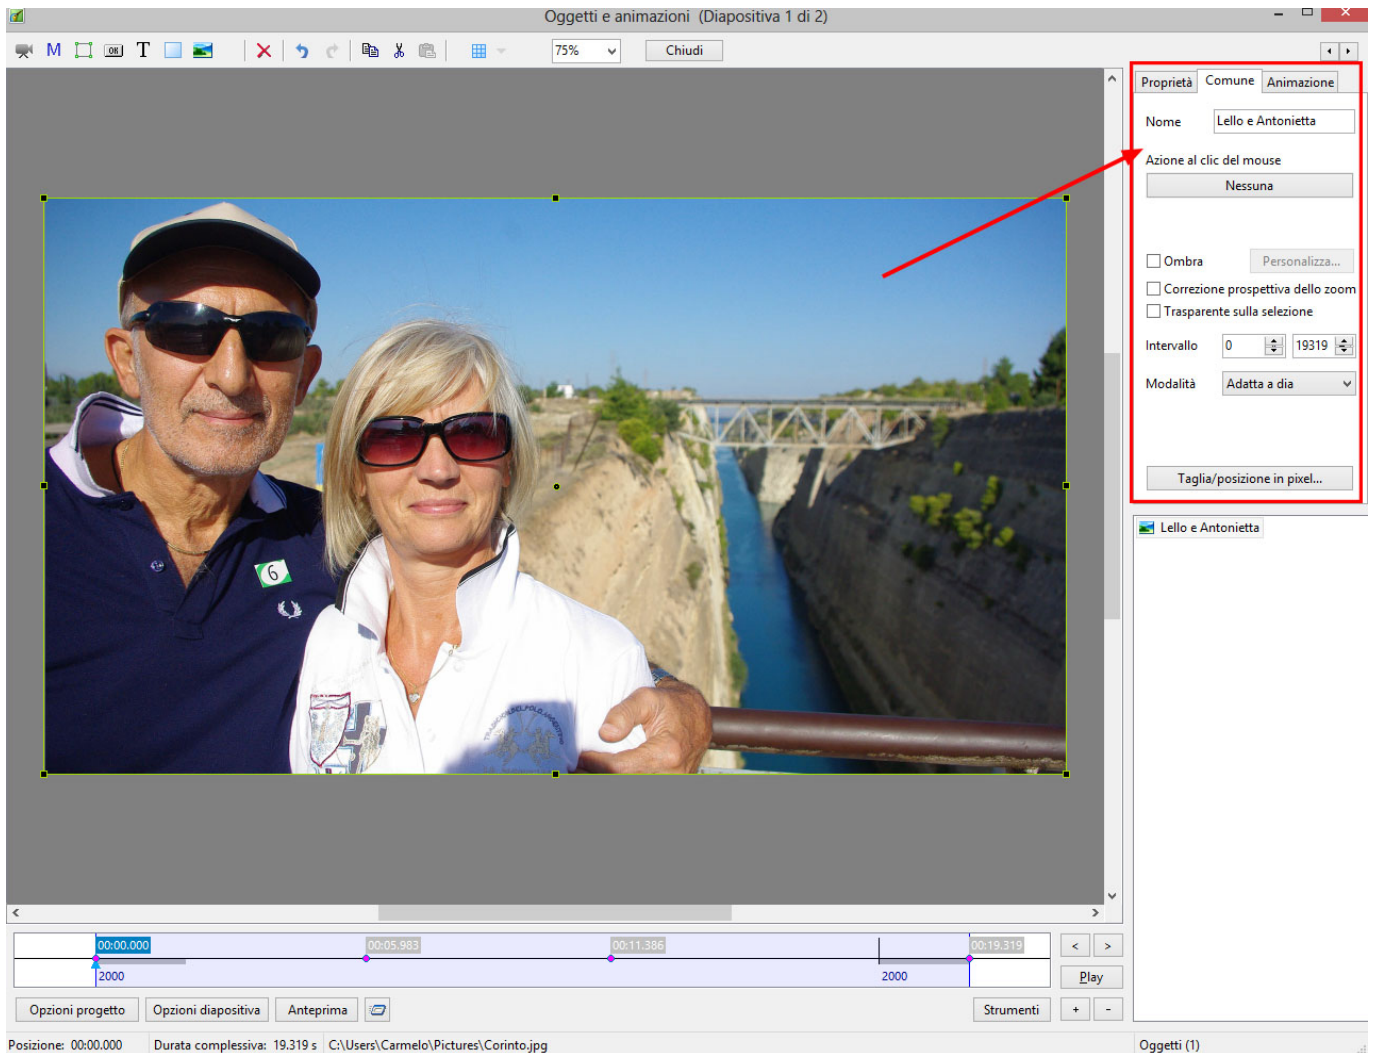 Oggetti e animazioni (Diapositiva 1 di 2)
M OK T 75% Chiudi
Proprietà Comune Animazione
Nome Lello e Antonietta
Azione al clic del mouse
Nessuna
Ombra Personalizza...
Correzione prospettiva dello zoom
Trasparente sulla selezione
Intervallo 0 19319
Modalità Adatta a dia
Taglia/posizione in pixel...
Lello e Antonietta
6
00:00.000 00:05.983 00:11.386 00:19.319
2000 2000
< >
Play
Opzioni progetto Opzioni diapositiva Anteprima Strumenti + -
Posizione: 00:00.000 Durata complessiva: 19.319 s C:\Users\Carmelo\Pictures\Corinto.jpg Oggetti (1)